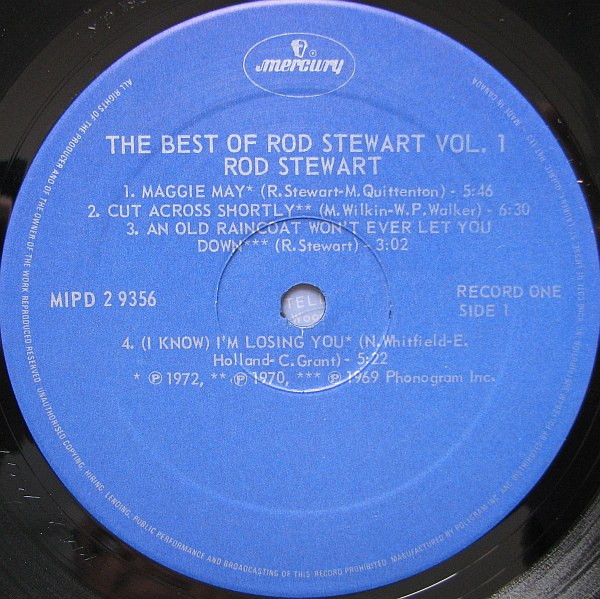 mercury
THE BEST OF ROD STEWART VOL. 1
ROD STEWART
1. MAGGIE MAY* (R.Stewart-M.Quittenton) - 5:46
2. CUT ACROSS SHORTLY** (M.Wilkin-W.P.Walker) - 6:30
3. AN OLD RAINCOAT WON'T EVER LET YOU
DOWN*** (R.Stewart) - 3:02
MIPD 2 9356
RECORD ONE
SIDE 1
4. (I KNOW) I'M LOSING YOU* (N.Whitfield-E.
Holland-C.Grant) - 5:22
* ℗ 1972, ** ℗ 1970, *** ℗ 1969 Phonogram Inc.
ALL RIGHTS OF THE PRODUCER AND OF THE OWNER OF THE WORK REPRODUCED RESERVED. UNAUTHORISED COPYING, HIRING, LENDING, PUBLIC PERFORMANCE AND BROADCASTING OF THIS RECORD PROHIBITED. MANUFACTURED BY POLYGRAM INC.
MADE IN CANADA